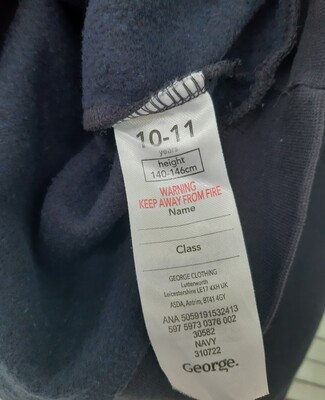 10-11
years
height
140-146cm
WARNING
KEEP AWAY FROM FIRE
Name
Class
GEORGE CLOTHING
Lutterworth
Leicestershire LE17 4XH UK
ASDA, Antrim, BT41 4GY
ANA 5059191532413
597 5973 0376 002
30582
NAVY
310722
George.